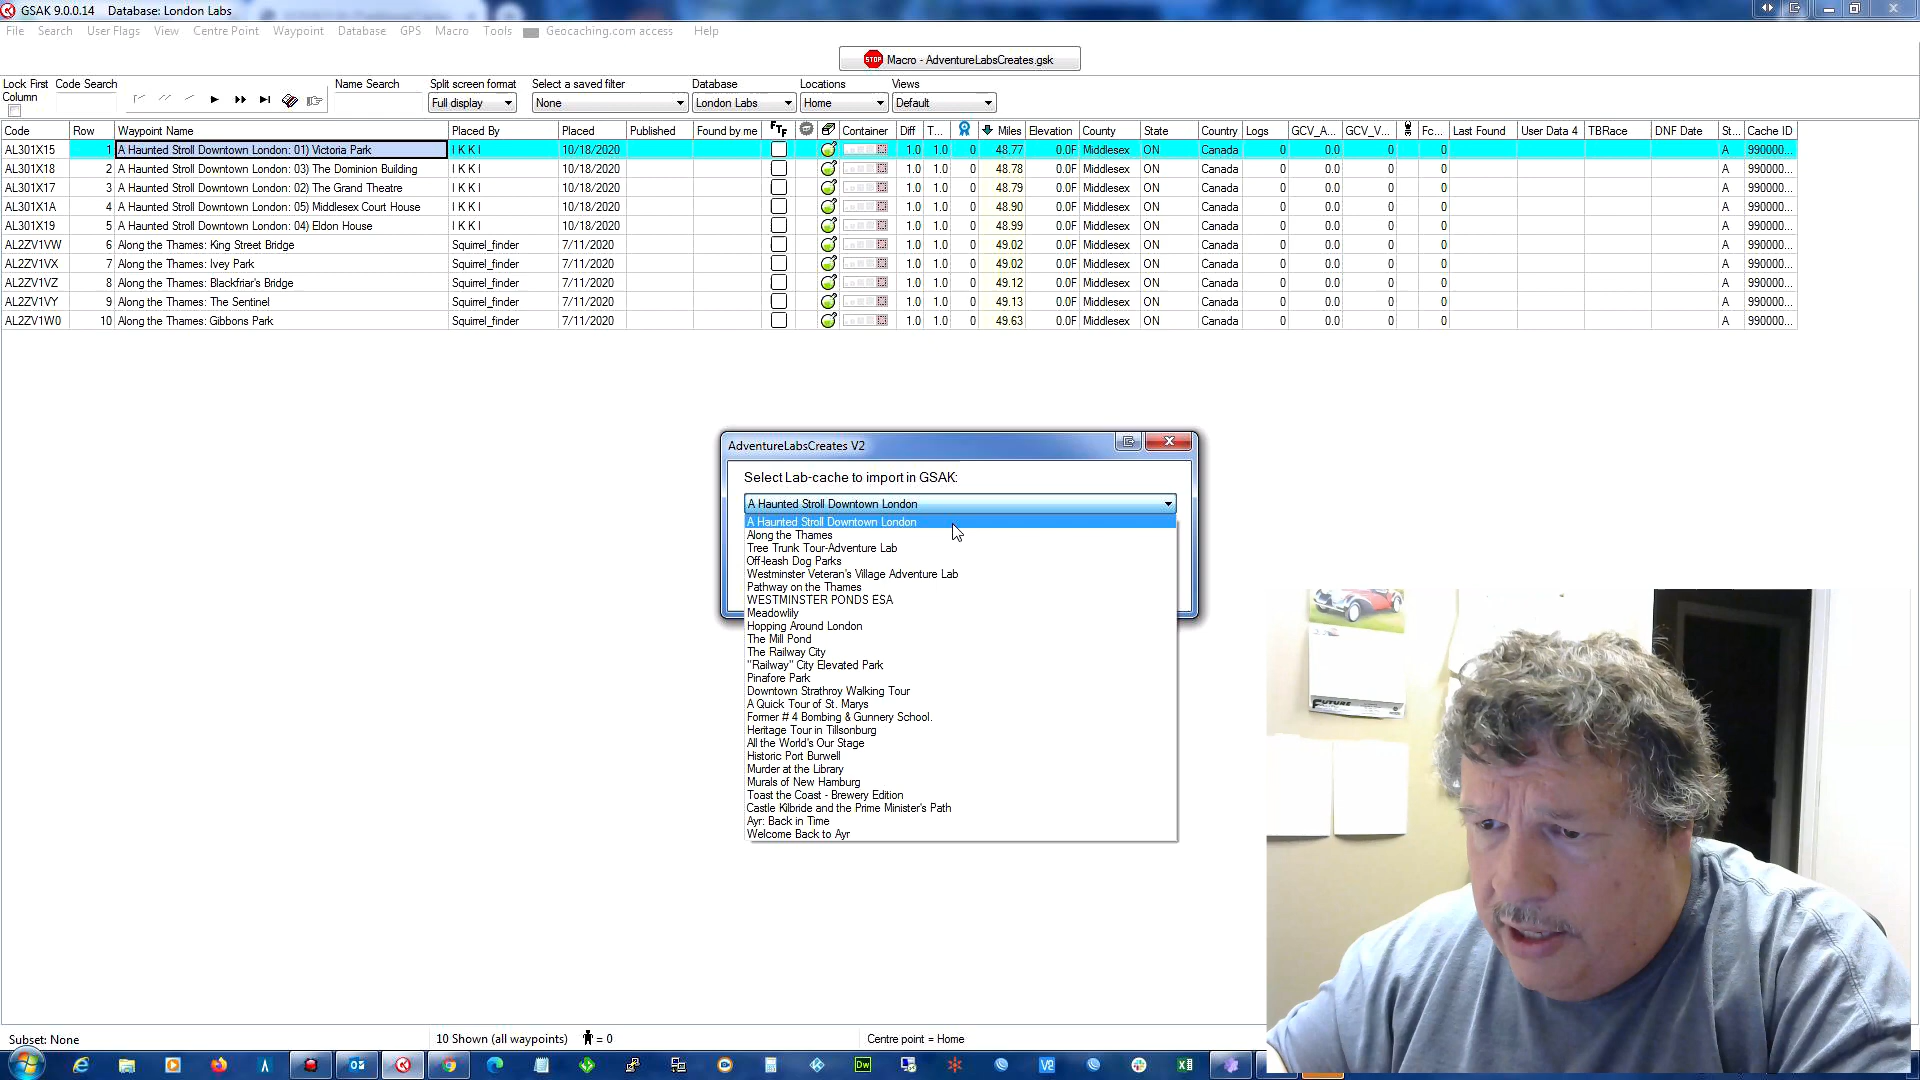 GSAK 9.0.0.14 Database: London Labs
File Search User Flags View Centre Point Waypoint Database GPS Macro Tools Geocaching.com access Help
STOP Macro - AdventureLabsCreates.gsk
Lock First Column Code Search Name Search Split screen format Select a saved filter Database Locations Views
Full display None London Labs Home Default
Code Row Waypoint Name Placed By Placed Published Found by me FTF Container Diff T... Miles Elevation County State Country Logs GCV_A... GCV_V... Fc... Last Found User Data 4 TBRace DNF Date St... Cache ID
AL301X15 1 A Haunted Stroll Downtown London: 01) Victoria Park I K K I 10/18/2020 1.0 1.0 0 48.77 0.0F Middlesex ON Canada 0 0.0 0 0 A 990000...
AL301X18 2 A Haunted Stroll Downtown London: 03) The Dominion Building I K K I 10/18/2020 1.0 1.0 0 48.78 0.0F Middlesex ON Canada 0 0.0 0 0 A 990000...
AL301X17 3 A Haunted Stroll Downtown London: 02) The Grand Theatre I K K I 10/18/2020 1.0 1.0 0 48.79 0.0F Middlesex ON Canada 0 0.0 0 0 A 990000...
AL301X1A 4 A Haunted Stroll Downtown London: 05) Middlesex Court House I K K I 10/18/2020 1.0 1.0 0 48.90 0.0F Middlesex ON Canada 0 0.0 0 0 A 990000...
AL301X19 5 A Haunted Stroll Downtown London: 04) Eldon House I K K I 10/18/2020 1.0 1.0 0 48.99 0.0F Middlesex ON Canada 0 0.0 0 0 A 990000...
AL2ZV1VW 6 Along the Thames: King Street Bridge Squirrel_finder 7/11/2020 1.0 1.0 0 49.02 0.0F Middlesex ON Canada 0 0.0 0 0 A 990000...
AL2ZV1VX 7 Along the Thames: Ivey Park Squirrel_finder 7/11/2020 1.0 1.0 0 49.02 0.0F Middlesex ON Canada 0 0.0 0 0 A 990000...
AL2ZV1VZ 8 Along the Thames: Blackfriar's Bridge Squirrel_finder 7/11/2020 1.0 1.0 0 49.12 0.0F Middlesex ON Canada 0 0.0 0 0 A 990000...
AL2ZV1VY 9 Along the Thames: The Sentinel Squirrel_finder 7/11/2020 1.0 1.0 0 49.13 0.0F Middlesex ON Canada 0 0.0 0 0 A 990000...
AL2ZV1W0 10 Along the Thames: Gibbons Park Squirrel_finder 7/11/2020 1.0 1.0 0 49.63 0.0F Middlesex ON Canada 0 0.0 0 0 A 990000...
AdventureLabsCreates V2
Select Lab-cache to import in GSAK:
A Haunted Stroll Downtown London
A Haunted Stroll Downtown London
Along the Thames
Tree Trunk Tour-Adventure Lab
Off-leash Dog Parks
Westminster Veteran's Village Adventure Lab
Pathway on the Thames
WESTMINSTER PONDS ESA
Meadowlily
Hopping Around London
The Mill Pond
The Railway City
"Railway" City Elevated Park
Pinafore Park
Downtown Strathroy Walking Tour
A Quick Tour of St. Marys
Former # 4 Bombing & Gunnery School.
Heritage Tour in Tillsonburg
All the World's Our Stage
Historic Port Burwell
Murder at the Library
Murals of New Hamburg
Toast the Coast - Brewery Edition
Castle Kilbride and the Prime Minister's Path
Ayr: Back in Time
Welcome Back to Ayr
FUTURE
Subset: None 10 Shown (all waypoints) = 0 Centre point = Home
Dw V2